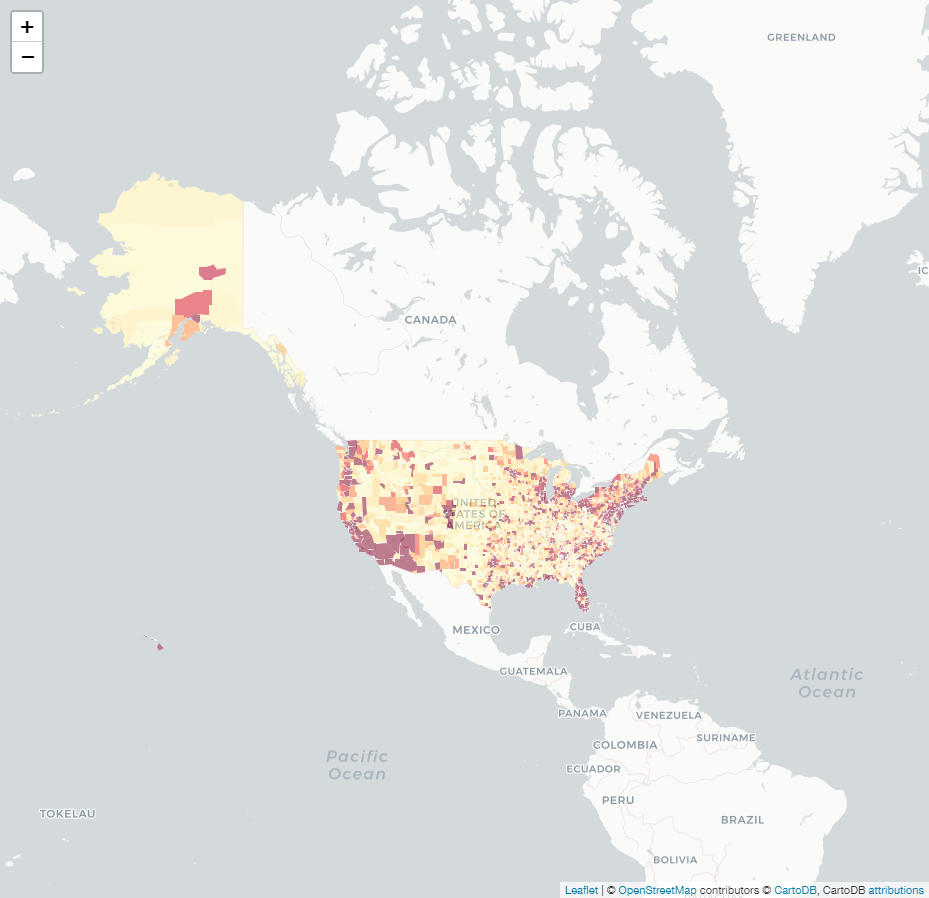 +
−
GREENLAND
CANADA
UNITED
STATES OF
AMERICA
MEXICO
CUBA
GUATEMALA
Atlantic
Ocean
PANAMA
VENEZUELA
SURINAME
COLOMBIA
Pacific
Ocean
ECUADOR
PERU
TOKELAU
BRAZIL
BOLIVIA
Leaflet | © OpenStreetMap contributors © CartoDB, CartoDB attributions